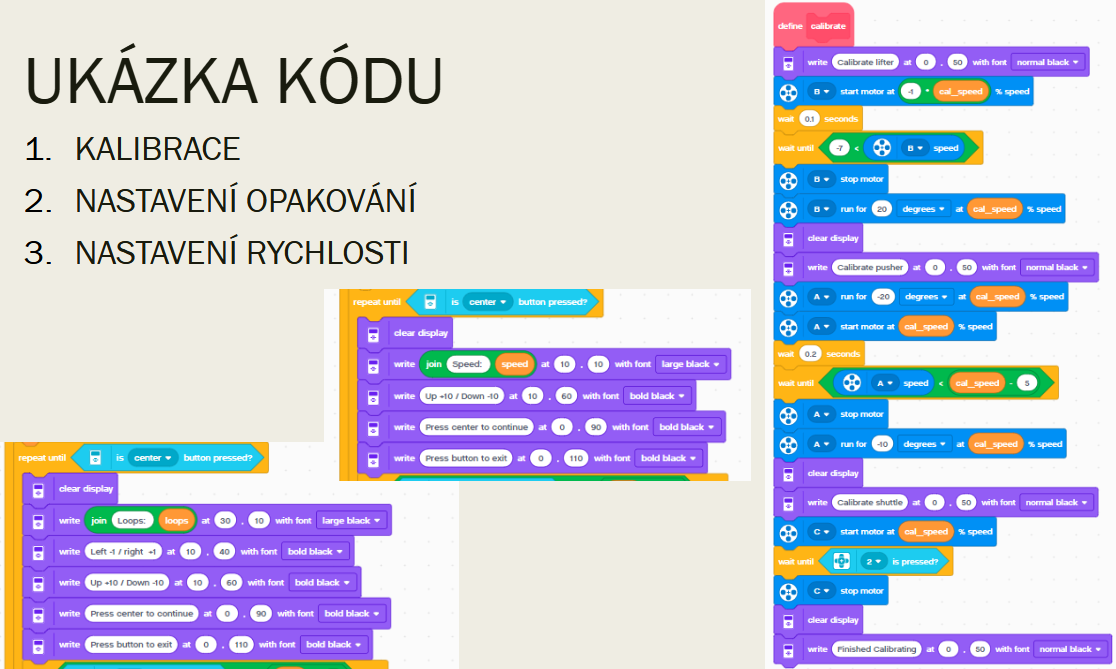 UKÁZKA KÓDU
1. KALIBRACE
2. NASTAVENÍ OPAKOVÁNÍ
3. NASTAVENÍ RYCHLOSTI
repeat until is center button pressed?
clear display
write join Speed: speed at 10 , 10 with font large black
write Up +10 / Down -10 at 10 , 60 with font bold black
write Press center to continue at 0 , 90 with font bold black
write Press button to exit at 0 , 110 with font bold black
repeat until is center button pressed?
clear display
write join Loops: loops at 30 , 10 with font large black
write Left -1 / right +1 at 10 , 40 with font bold black
write Up +10 / Down -10 at 10 , 60 with font bold black
write Press center to continue at 0 , 90 with font bold black
write Press button to exit at 0 , 110 with font bold black
define calibrate
write Calibrate lifter at 0 , 50 with font normal black
B start motor at -1 * cal_speed % speed
wait 0.1 seconds
wait until -7 < B speed
B stop motor
B run for 20 degrees at cal_speed % speed
clear display
write Calibrate pusher at 0 , 50 with font normal black
A run for -20 degrees at cal_speed % speed
A start motor at cal_speed % speed
wait 0.2 seconds
wait until A speed < cal_speed - 5
A stop motor
A run for -10 degrees at cal_speed % speed
clear display
write Calibrate shuttle at 0 , 50 with font normal black
C start motor at cal_speed % speed
wait until 2 is pressed?
C stop motor
clear display
write Finished Calibrating at 0 , 50 with font normal black